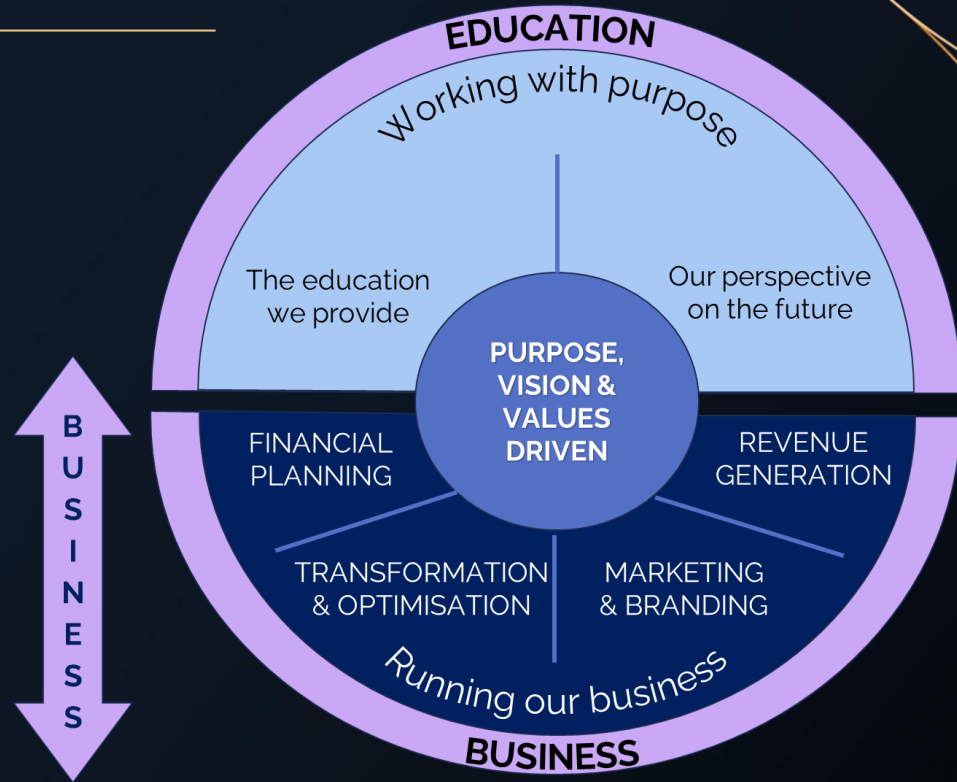 EDUCATION
Working with purpose
The education
we provide
Our perspective
on the future
PURPOSE,
VISION &
VALUES
DRIVEN
BUSINESS
FINANCIAL
PLANNING
REVENUE
GENERATION
TRANSFORMATION
& OPTIMISATION
MARKETING
& BRANDING
Running our business
BUSINESS